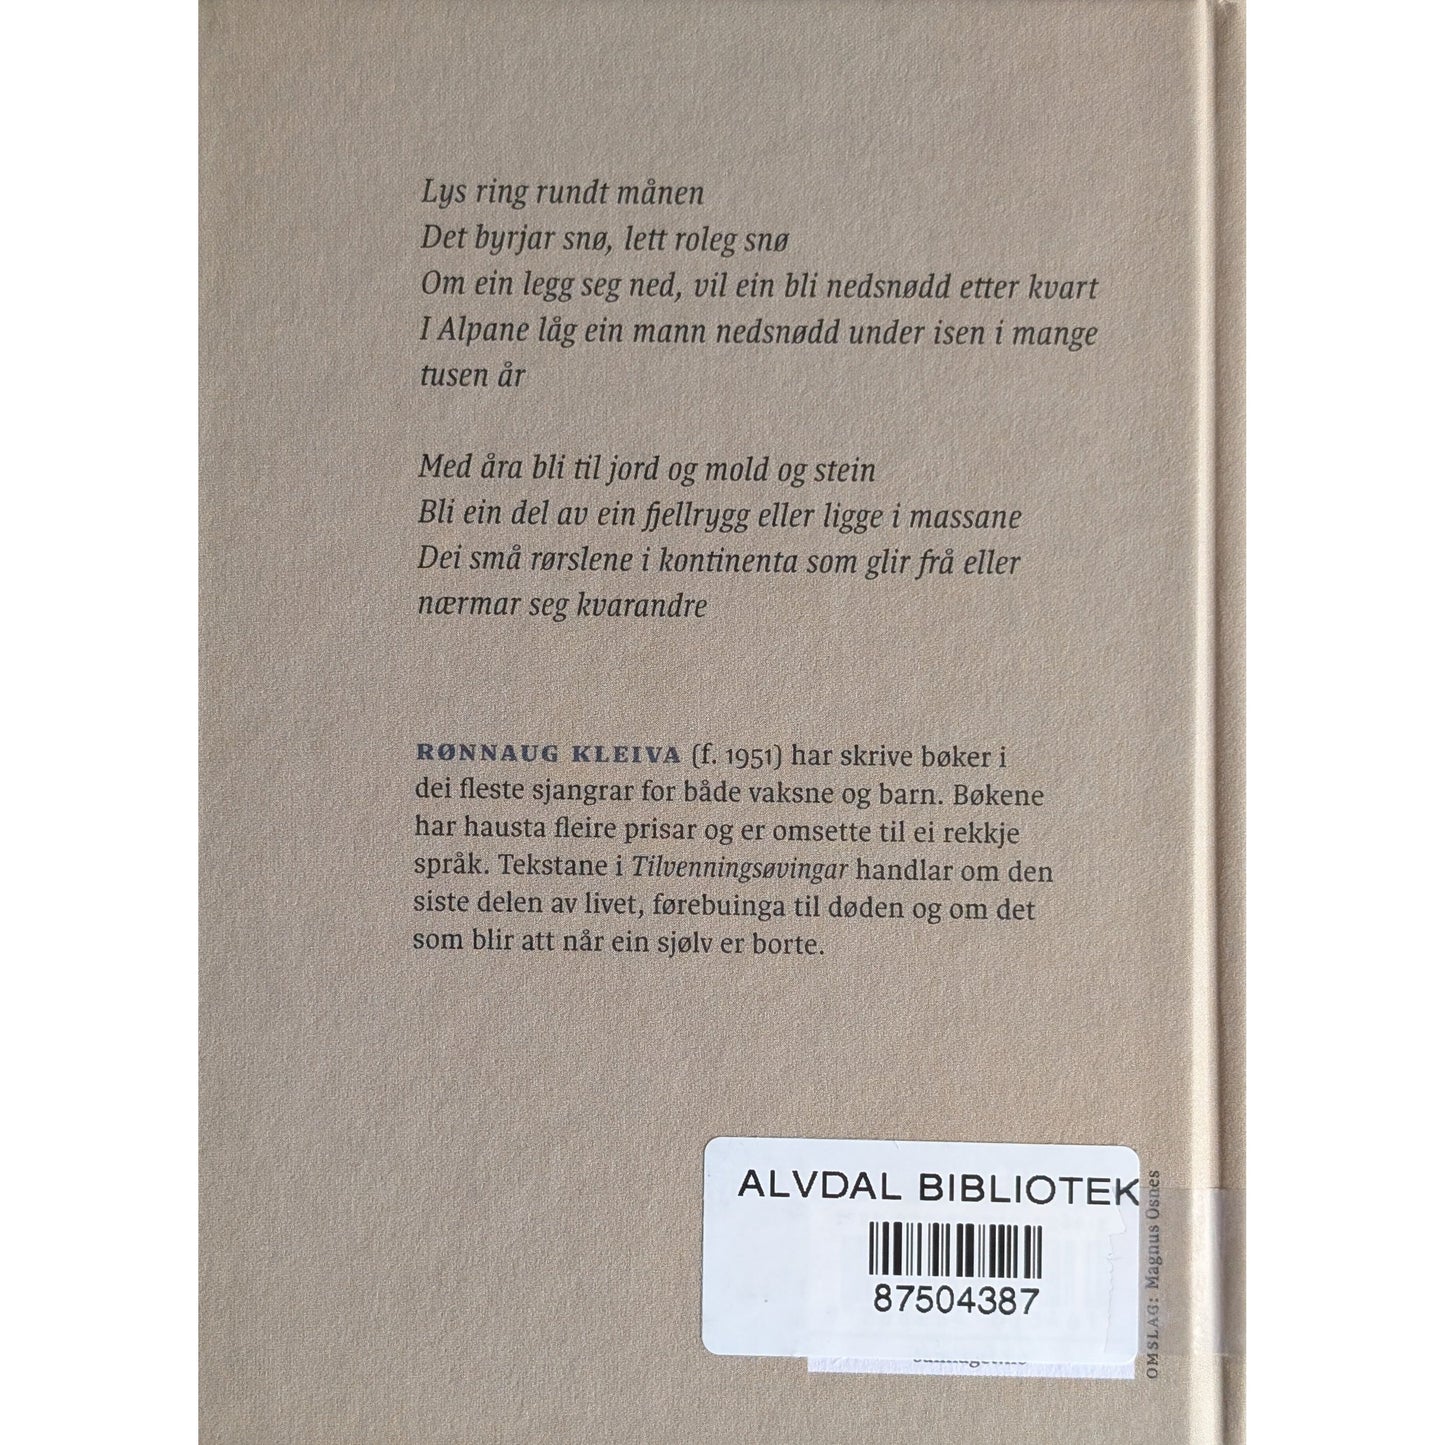 Lys ring rundt månen
Det byrjar snø, lett roleg snø
Om ein legg seg ned, vil ein bli nedsnødd etter kvart
I Alpane låg ein mann nedsnødd under isen i mange
tusen år
Med åra bli til jord og mold og stein
Bli ein del av ein fjellrygg eller ligge i massane
Dei små rørslene i kontinenta som glir frå eller
nærmar seg kvarandre
RØNNAUG KLEIVA (f. 1951) har skrive bøker i
dei fleste sjangrar for både vaksne og barn. Bøkene
har hausta fleire prisar og er omsette til ei rekkje
språk. Tekstane i Tilvenningsøvingar handlar om den
siste delen av livet, førebuinga til døden og om det
som blir att når ein sjølv er borte.
ALVDAL BIBLIOTEK
87504387
OMSLAG: Magnus Osnes